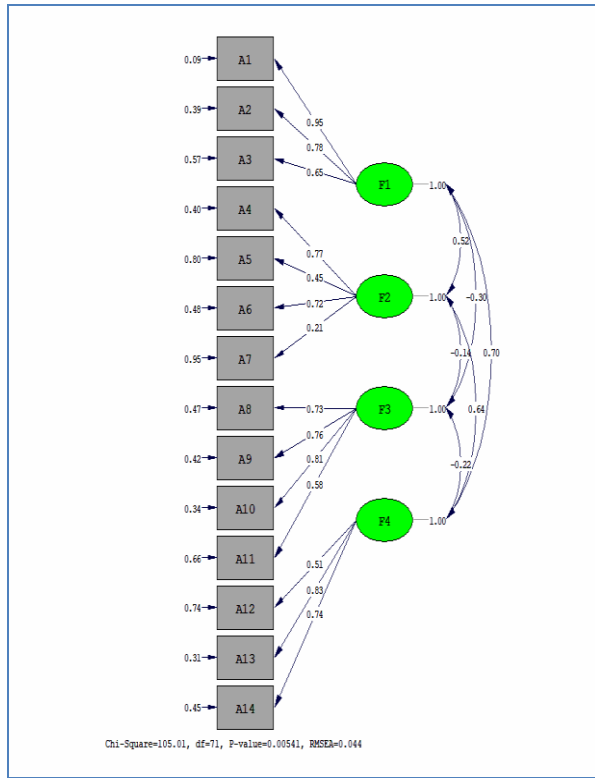 0.09 A1
0.39 A2
0.95
0.78
0.57 A3
0.65
F1 1.00
0.40 A4
0.52
0.80 A5
0.77
0.45
F2 1.00 -0.30
0.48 A6
0.72
0.21
0.95 A7
-0.14 0.70
0.47 A8 0.73 F3 1.00 0.64
0.76
0.42 A9
0.81
0.58
-0.22
0.34 A10
F4 1.00
0.66 A11
0.51
0.74 A12
0.83
0.74
0.31 A13
0.45 A14
Chi-Square=105.01, df=71, P-value=0.00541, RMSEA=0.044